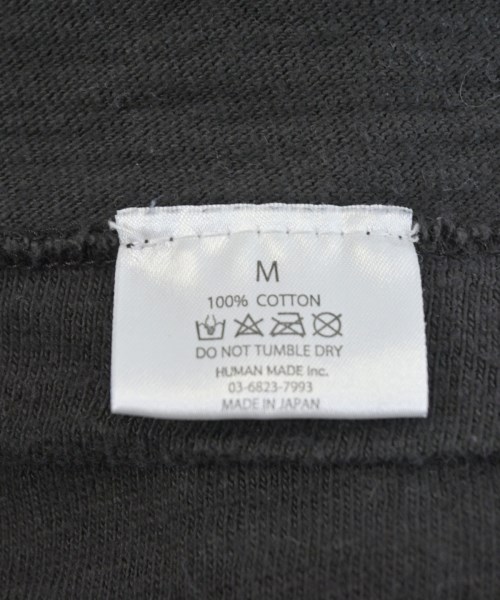 M
100% COTTON
DO NOT TUMBLE DRY
HUMAN MADE Inc.
03-6823-7993
MADE IN JAPAN